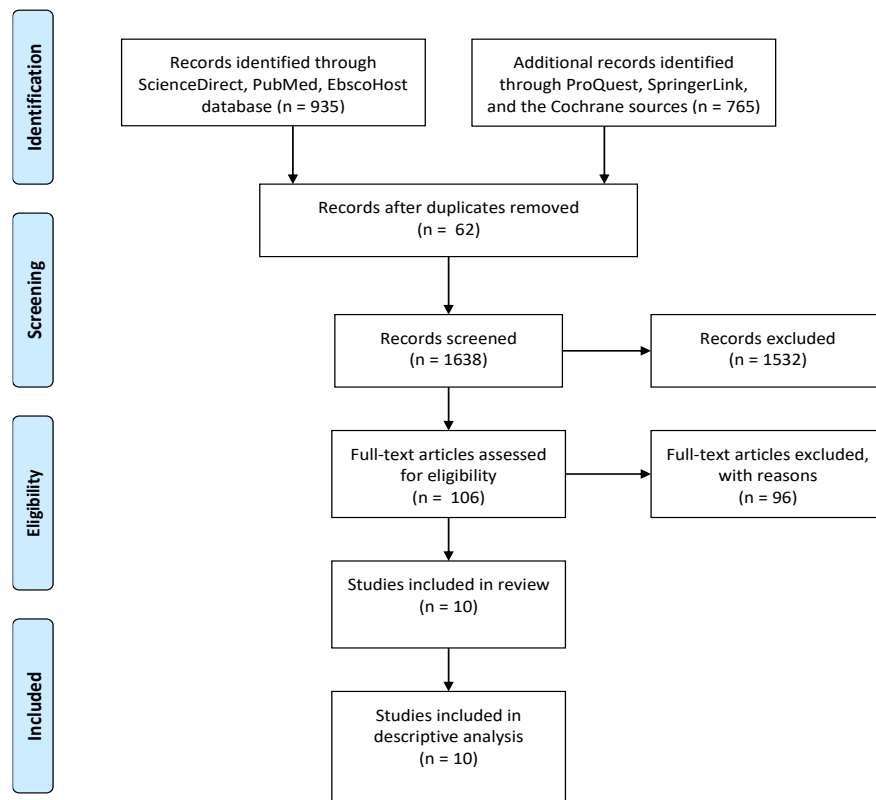 Identification
Records identified through
ScienceDirect, PubMed, EbscoHost
database (n = 935)
Additional records identified
through ProQuest, SpringerLink,
and the Cochrane sources (n = 765)
Records after duplicates removed
(n = 62)
Screening
Records screened
(n = 1638)
Records excluded
(n = 1532)
Eligibility
Full-text articles assessed
for eligibility
(n = 106)
Full-text articles excluded,
with reasons
(n = 96)
Studies included in review
(n = 10)
Included
Studies included in
descriptive analysis
(n = 10)